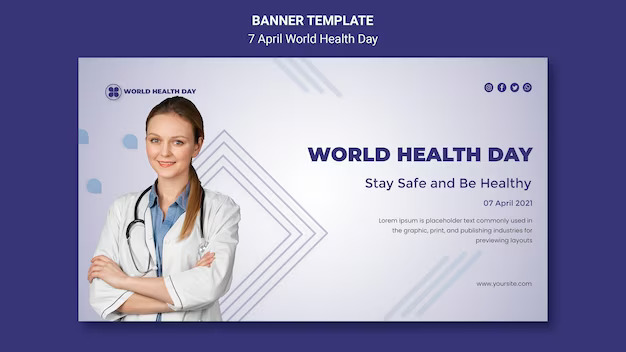 BANNER TEMPLATE
7 April World Health Day
WORLD HEALTH DAY
WORLD HEALTH DAY
Stay Safe and Be Healthy
07 April 2021
Lorem Ipsum is placeholder text commonly used in
the graphic, print, and publishing industries for
previewing layouts
www.yoursite.com